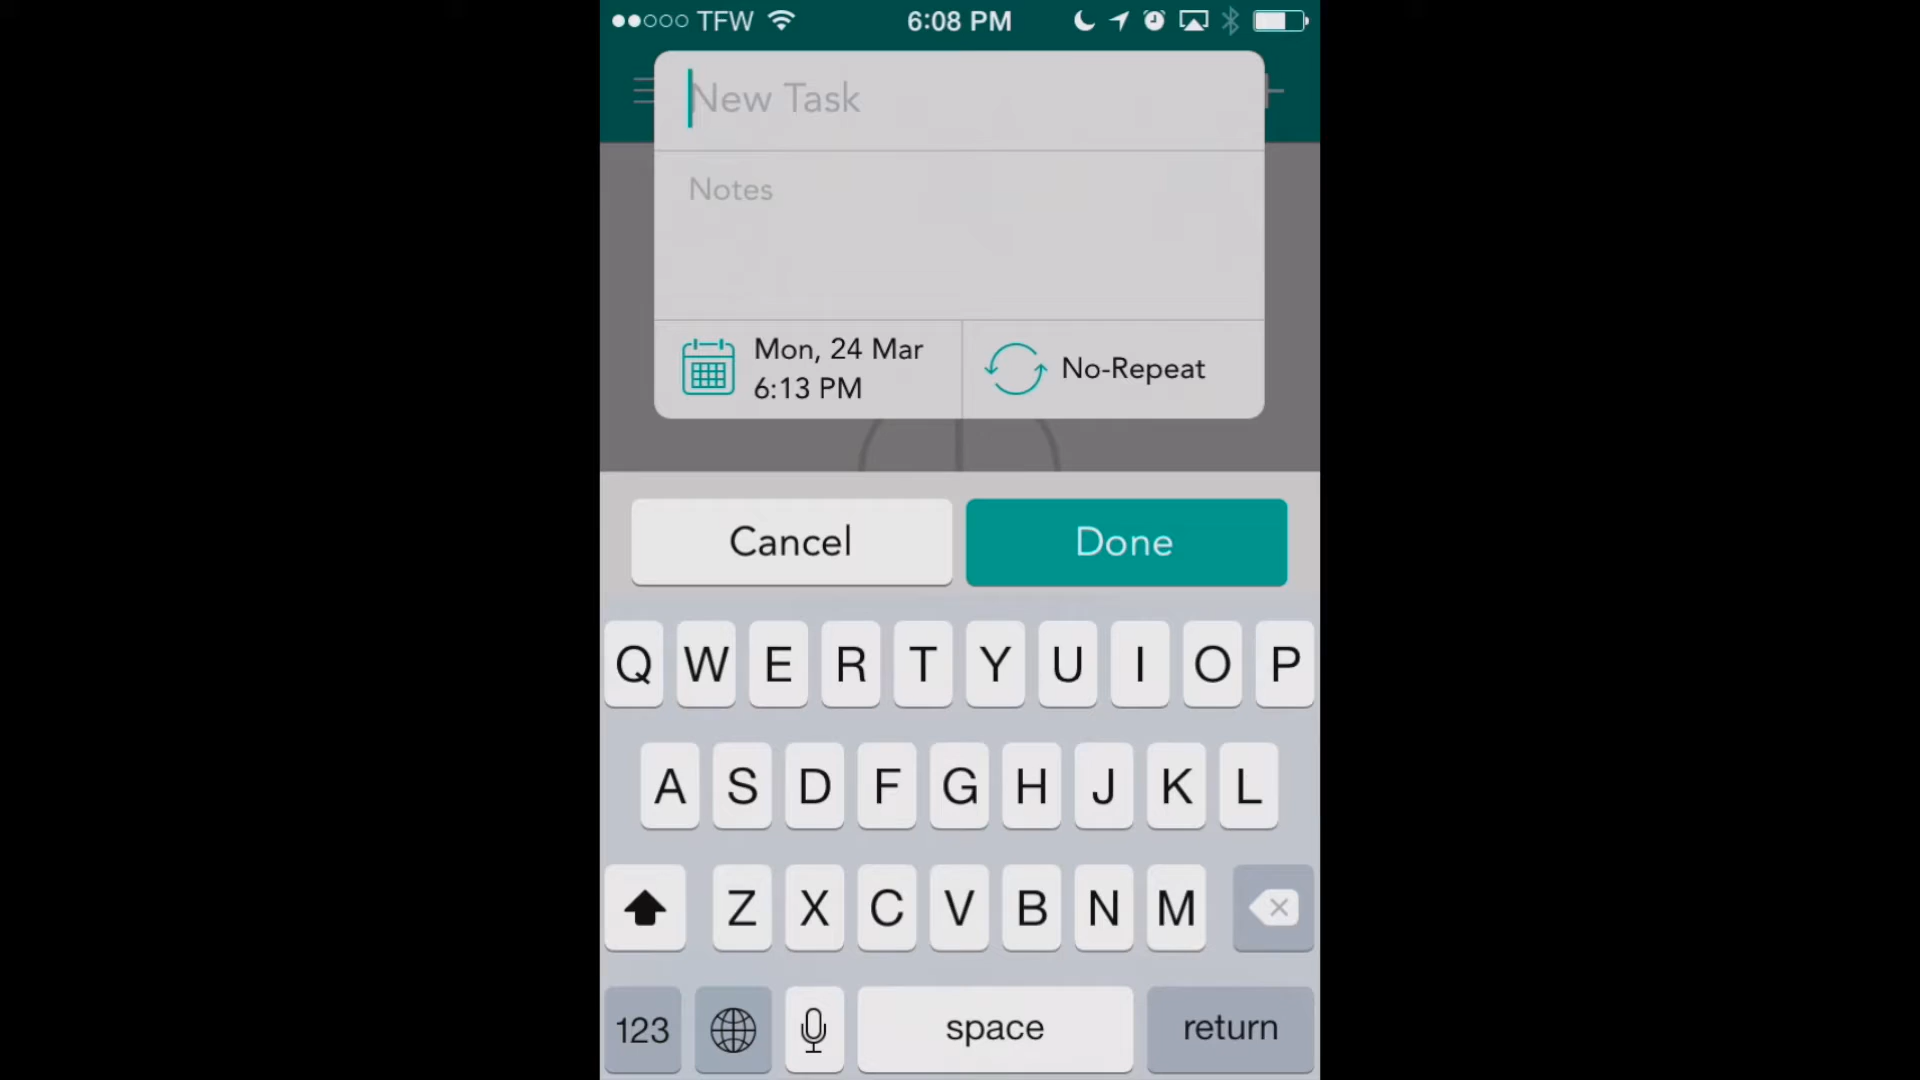 TFW 6:08 PM
New Task
Notes
Mon, 24 Mar
6:13 PM
No-Repeat
Cancel Done
Q W E R T Y U I O P
A S D F G H J K L
Z X C V B N M
123 space return